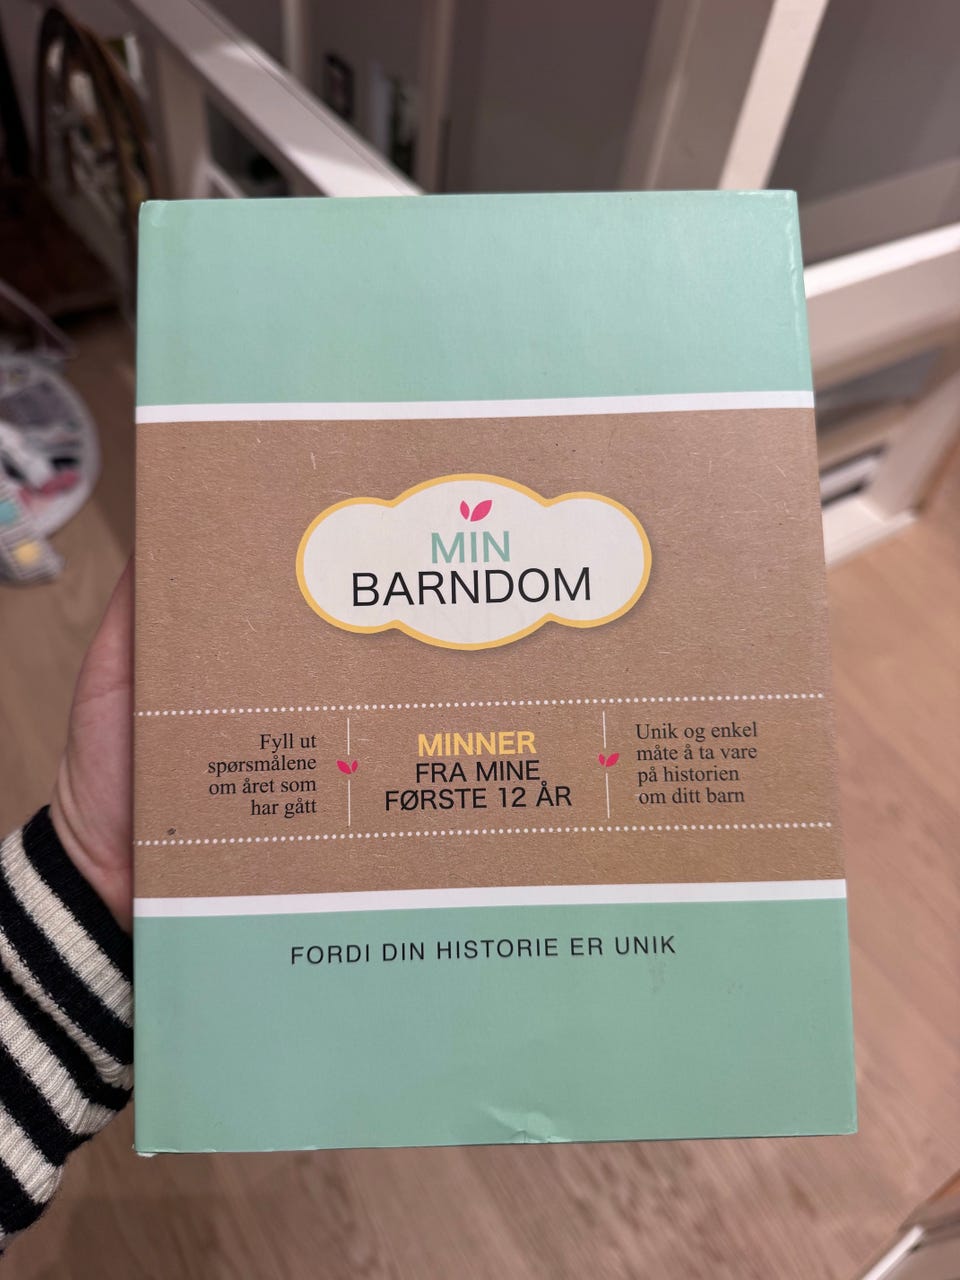 MIN
BARNDOM
Fyll ut
spørsmålene
om året som
har gått
MINNER
FRA MINE
FØRSTE 12 ÅR
Unik og enkel
måte å ta vare
på historien
om ditt barn
FORDI DIN HISTORIE ER UNIK